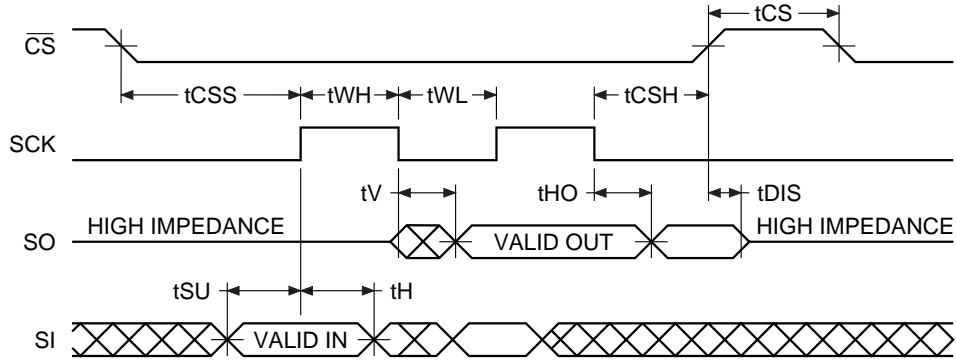 tCS
CS
tCSS
tWH
tWL
tCSH
SCK
tV
tHO
tDIS
HIGH IMPEDANCE
VALID OUT
HIGH IMPEDANCE
SO
tSU
tH
SI
VALID IN